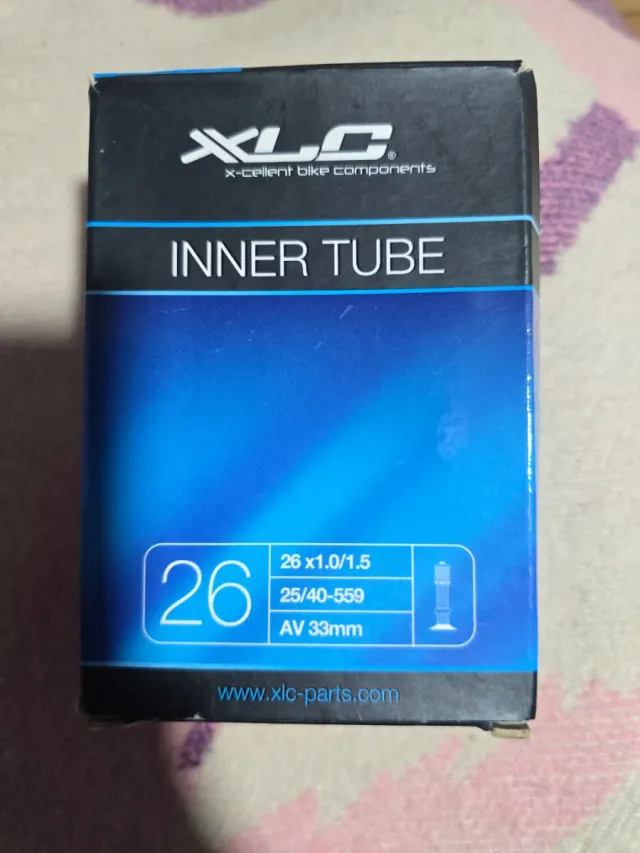 XLC®
x-cellent bike components
INNER TUBE
26
26 x1.0/1.5
25/40-559
AV 33mm
www.xlc-parts.com